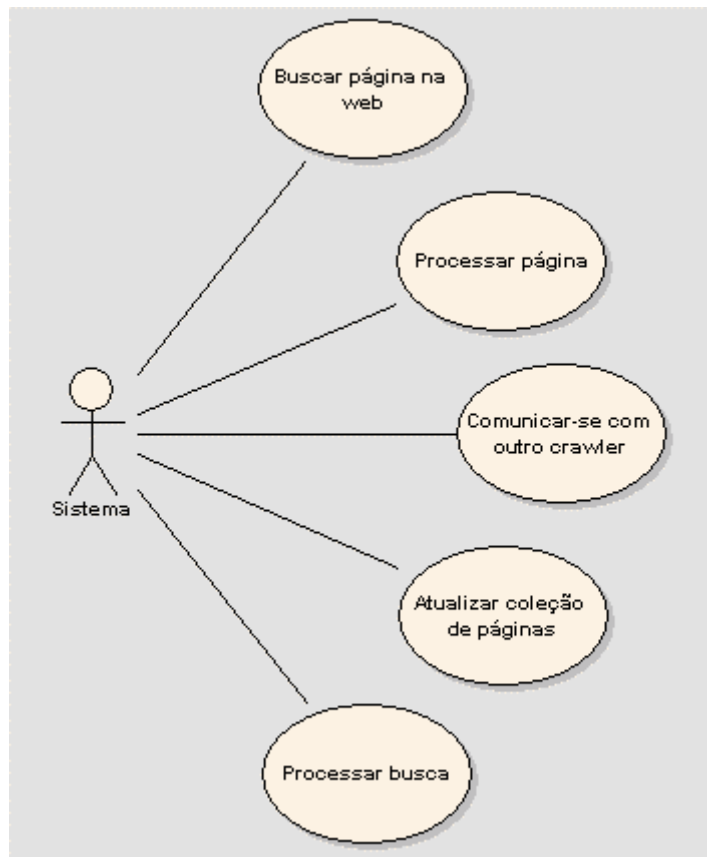 Buscar página na
web
Processar página
Comunicar-se com
outro crawler
Sistema
Atualizar coleção
de páginas
Processar busca